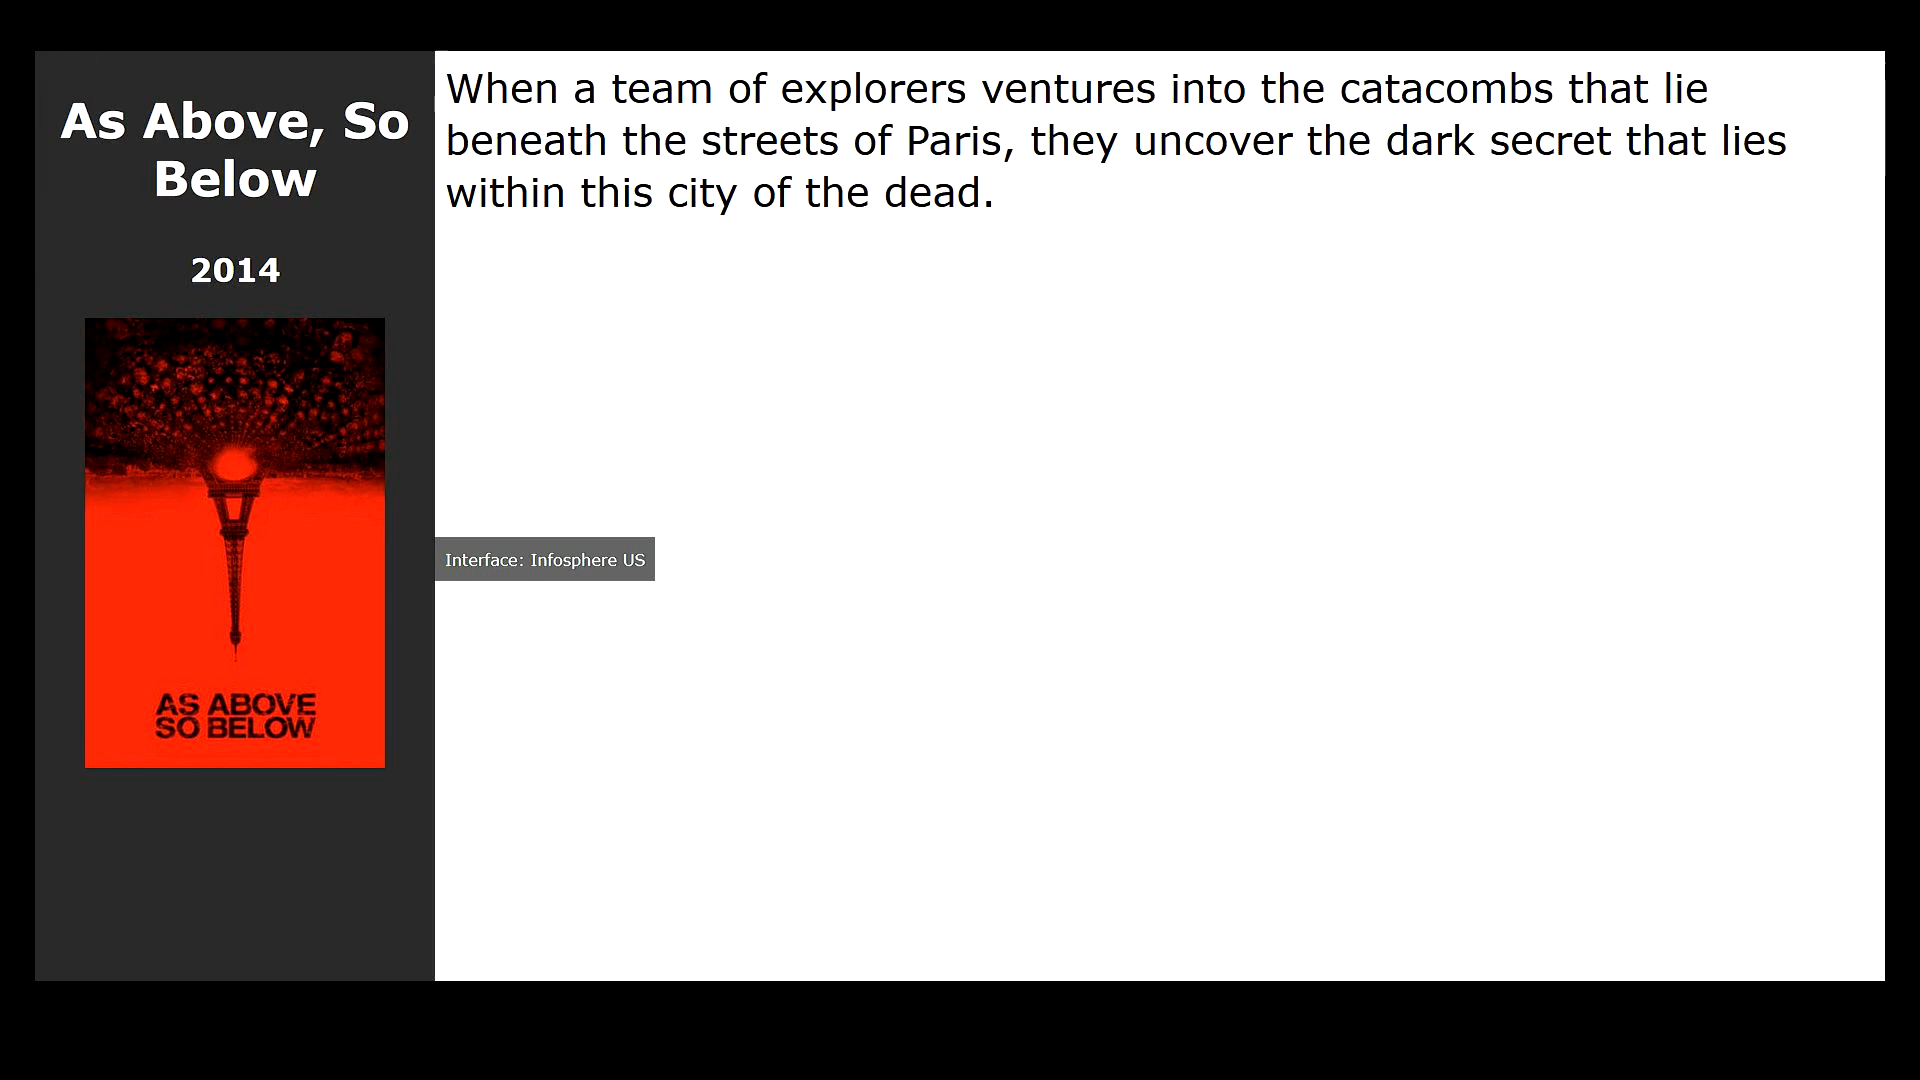 As Above, So
Below
2014
AS ABOVE
SO BELOW
When a team of explorers ventures into the catacombs that lie
beneath the streets of Paris, they uncover the dark secret that lies
within this city of the dead.
Interface: Infosphere US